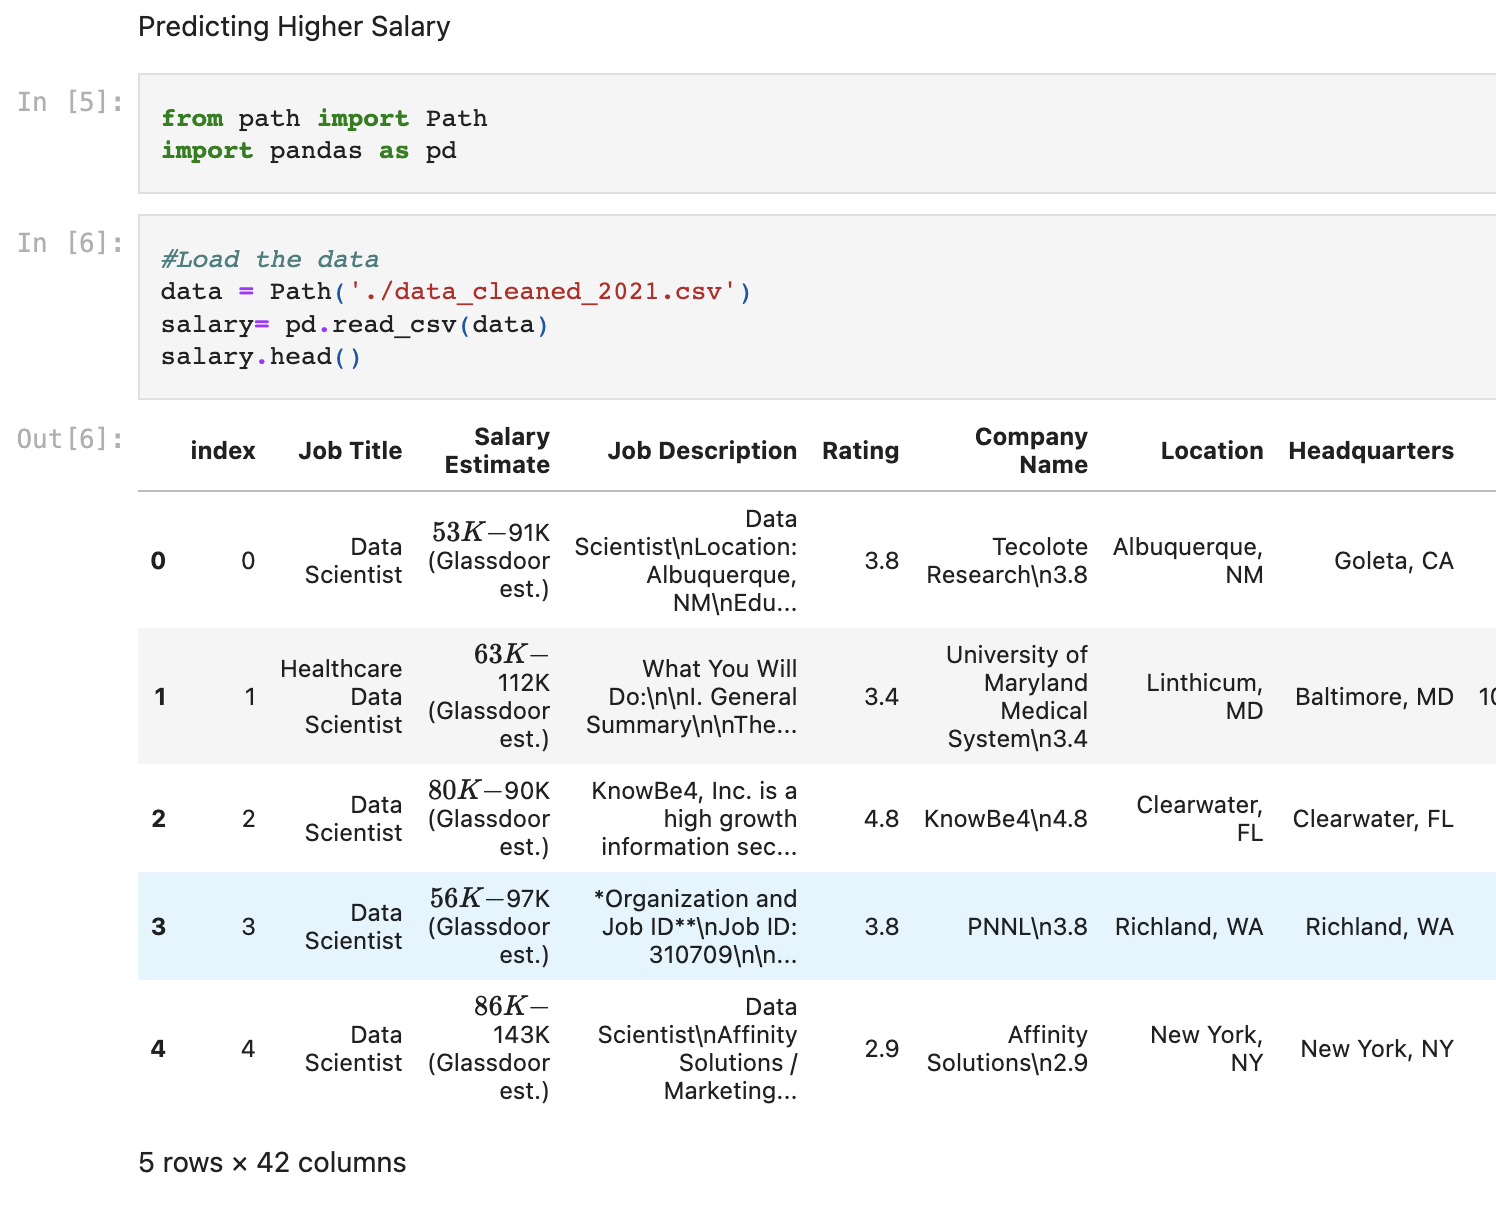 Predicting Higher Salary
In [5]:
from path import Path
import pandas as pd
In [6]:
#Load the data
data = Path('./data_cleaned_2021.csv')
salary= pd.read_csv(data)
salary.head()
Out[6]:
index Job Title Salary Estimate Job Description Rating Company Name Location Headquarters
0 0 Data Scientist 53K−91K (Glassdoor est.) Data Scientist\nLocation: Albuquerque, NM\nEdu... 3.8 Tecolote Research\n3.8 Albuquerque, NM Goleta, CA
1 1 Healthcare Data Scientist 63K−112K (Glassdoor est.) What You Will Do:\n\nI. General Summary\n\nThe... 3.4 University of Maryland Medical System\n3.4 Linthicum, MD Baltimore, MD 10
2 2 Data Scientist 80K−90K (Glassdoor est.) KnowBe4, Inc. is a high growth information sec... 4.8 KnowBe4\n4.8 Clearwater, FL Clearwater, FL
3 3 Data Scientist 56K−97K (Glassdoor est.) *Organization and Job ID**\nJob ID: 310709\n\n... 3.8 PNNL\n3.8 Richland, WA Richland, WA
4 4 Data Scientist 86K−143K (Glassdoor est.) Data Scientist\nAffinity Solutions / Marketing... 2.9 Affinity Solutions\n2.9 New York, NY New York, NY
5 rows × 42 columns